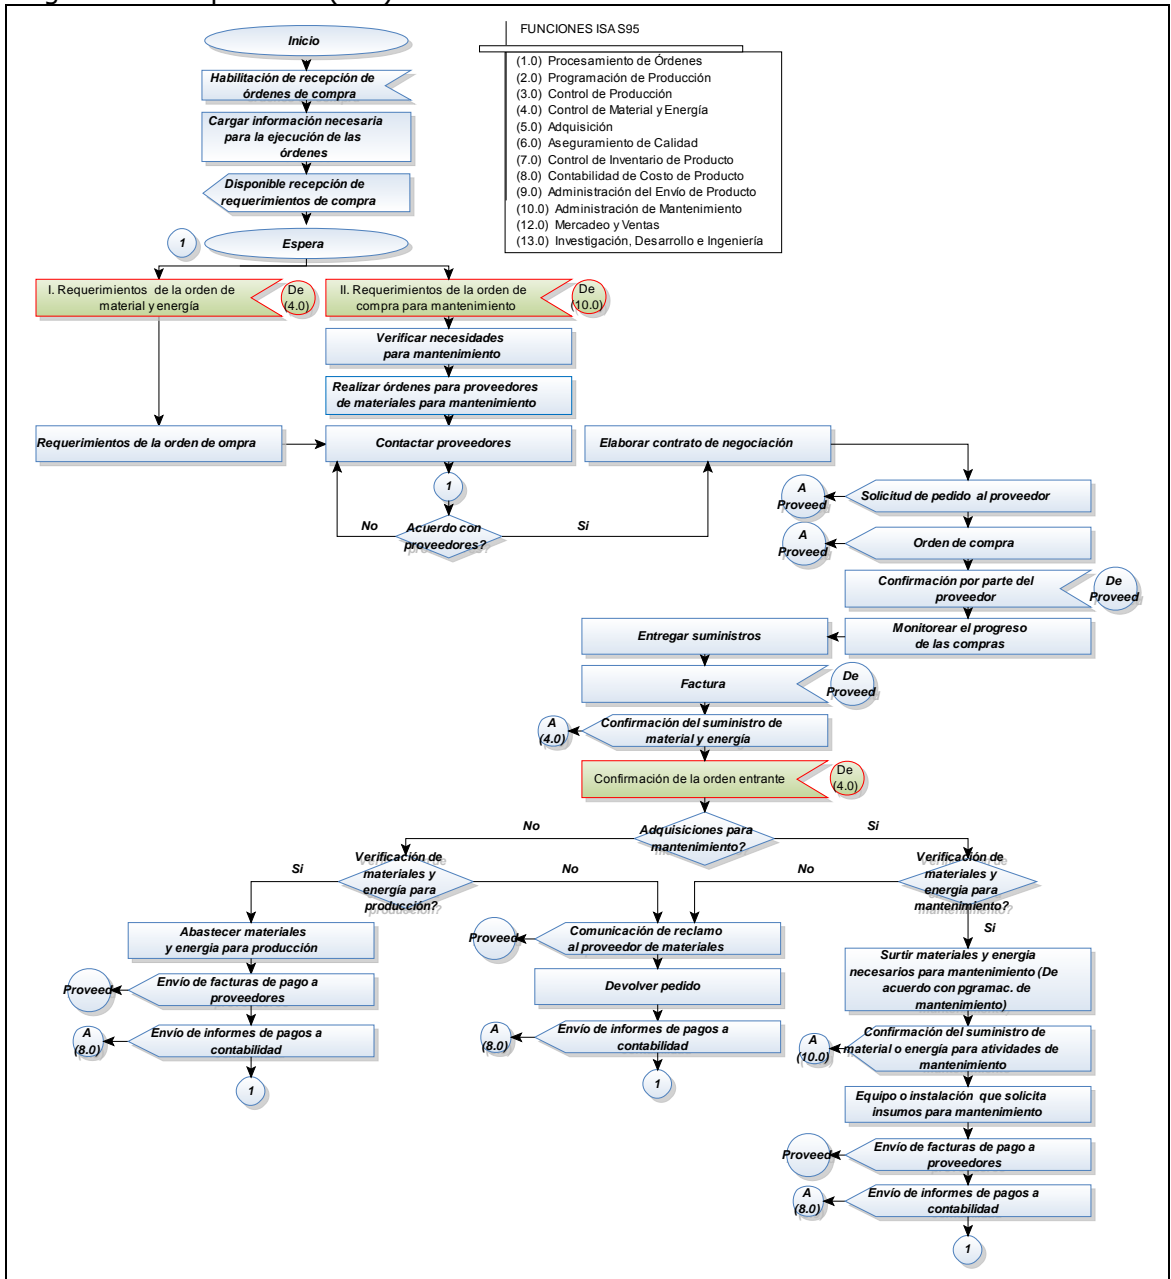 Inicio
Habilitación de recepción de
órdenes de compra
Cargar información necesaria
para la ejecución de las
órdenes
Disponible recepción de
requerimientos de compra
1
Espera
FUNCIONES ISA S95
(1.0) Procesamiento de Órdenes
(2.0) Programación de Producción
(3.0) Control de Producción
(4.0) Control de Material y Energía
(5.0) Adquisición
(6.0) Aseguramiento de Calidad
(7.0) Control de Inventario de Producto
(8.0) Contabilidad de Costo de Producto
(9.0) Administración del Envío de Producto
(10.0) Administración de Mantenimiento
(12.0) Mercadeo y Ventas
(13.0) Investigación, Desarrollo e Ingeniería
I. Requerimientos de la orden de
material y energía
De
(4.0)
II. Requerimientos de la orden de
compra para mantenimiento
De
(10.0)
Verificar necesidades
para mantenimiento
Realizar órdenes para proveedores
de materiales para mantenimiento
Requerimientos de la orden de ompra
Contactar proveedores
Elaborar contrato de negociación
1
No
Acuerdo con
proveedores?
Si
A
Proveed
Solicitud de pedido al proveedor
A
Proveed
Orden de compra
Confirmación por parte del
proveedor
De
Proveed
Entregar suministros
Monitorear el progreso
de las compras
Factura
De
Proveed
A
(4.0)
Confirmación del suministro de
material y energía
Confirmación de la orden entrante
De
(4.0)
No
Adquisiciones para
mantenimiento?
Si
Si
Verificación de
materiales y
energía para
producción?
No
No
Verificación de
materiales y
energia para
mantenimiento?
Si
Abastecer materiales
y energia para producción
Proveed
Comunicación de reclamo
al proveedor de materiales
Surtir materiales y energia
necesarios para mantenimiento (De
acuerdo con pgramac. de
mantenimiento)
Proveed
Envío de facturas de pago a
proveedores
Devolver pedido
A
(8.0)
Envío de informes de pagos a
contabilidad
A
(8.0)
Envío de informes de pagos a
contabilidad
A
(10.0)
Confirmación del suministro de
material o energía para atividades de
mantenimiento
1
1
Equipo o instalación que solicita
insumos para mantenimiento
Proveed
Envío de facturas de pago a
proveedores
A
(8.0)
Envío de informes de pagos a
contabilidad
1